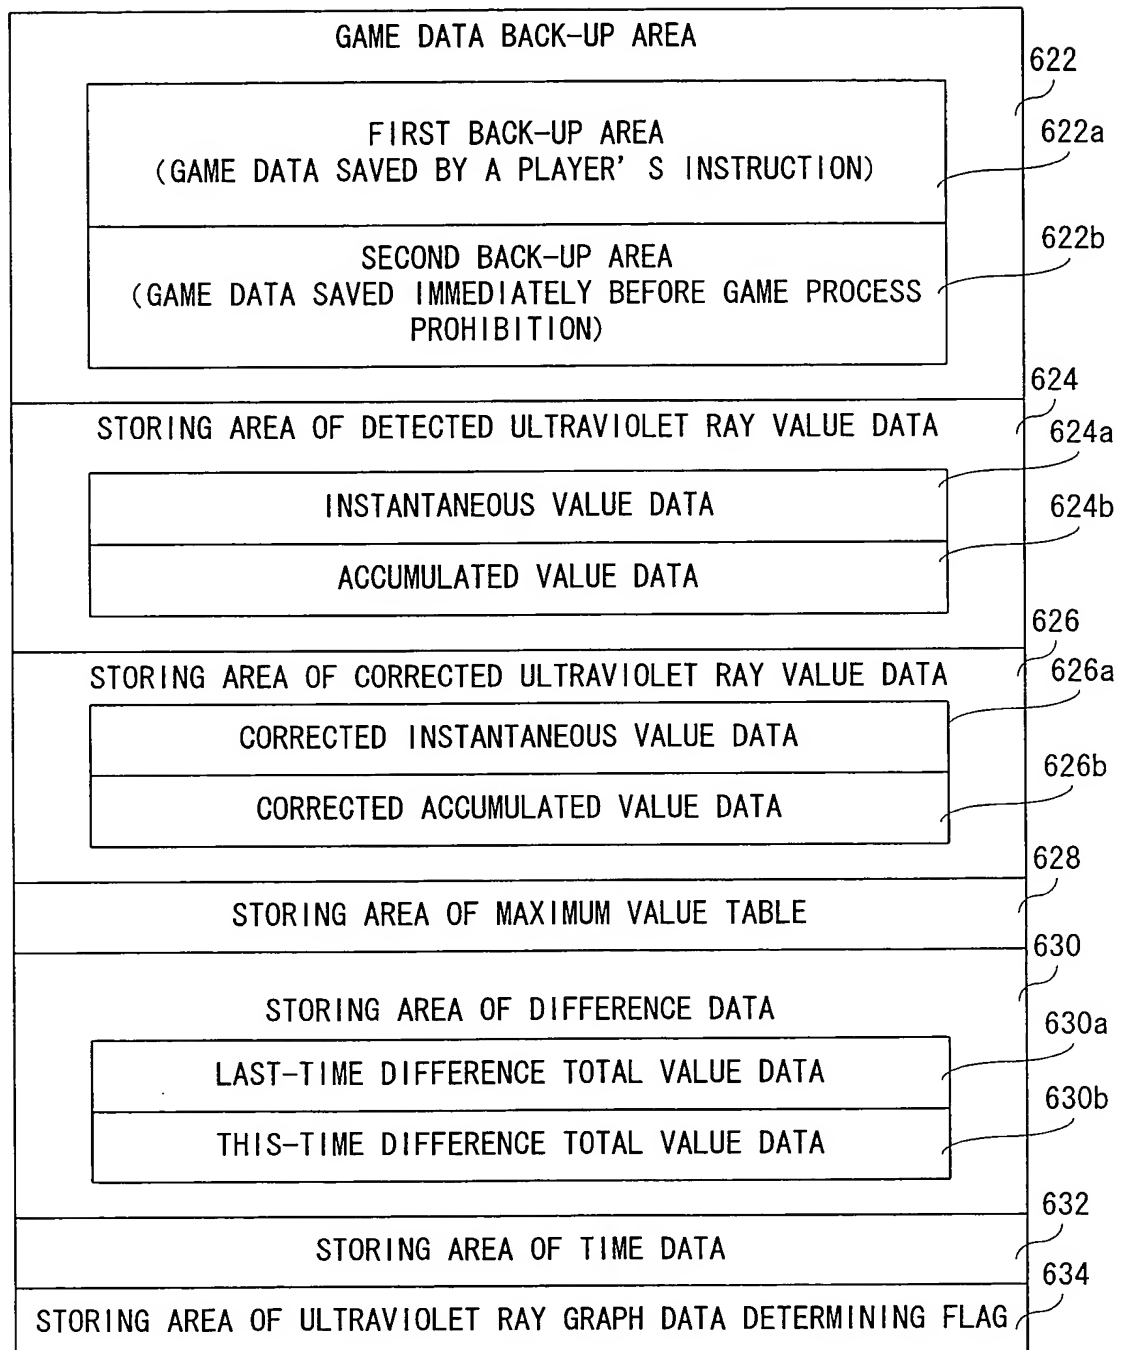 GAME DATA BACK-UP AREA
622
FIRST BACK-UP AREA
(GAME DATA SAVED BY A PLAYER'S INSTRUCTION)
622a
SECOND BACK-UP AREA
(GAME DATA SAVED IMMEDIATELY BEFORE GAME PROCESS
PROHIBITION)
622b
624
STORING AREA OF DETECTED ULTRAVIOLET RAY VALUE DATA
624a
INSTANTANEOUS VALUE DATA
624b
ACCUMULATED VALUE DATA
626
STORING AREA OF CORRECTED ULTRAVIOLET RAY VALUE DATA
626a
CORRECTED INSTANTANEOUS VALUE DATA
626b
CORRECTED ACCUMULATED VALUE DATA
628
STORING AREA OF MAXIMUM VALUE TABLE
630
STORING AREA OF DIFFERENCE DATA
630a
LAST-TIME DIFFERENCE TOTAL VALUE DATA
630b
THIS-TIME DIFFERENCE TOTAL VALUE DATA
632
STORING AREA OF TIME DATA
634
STORING AREA OF ULTRAVIOLET RAY GRAPH DATA DETERMINING FLAG